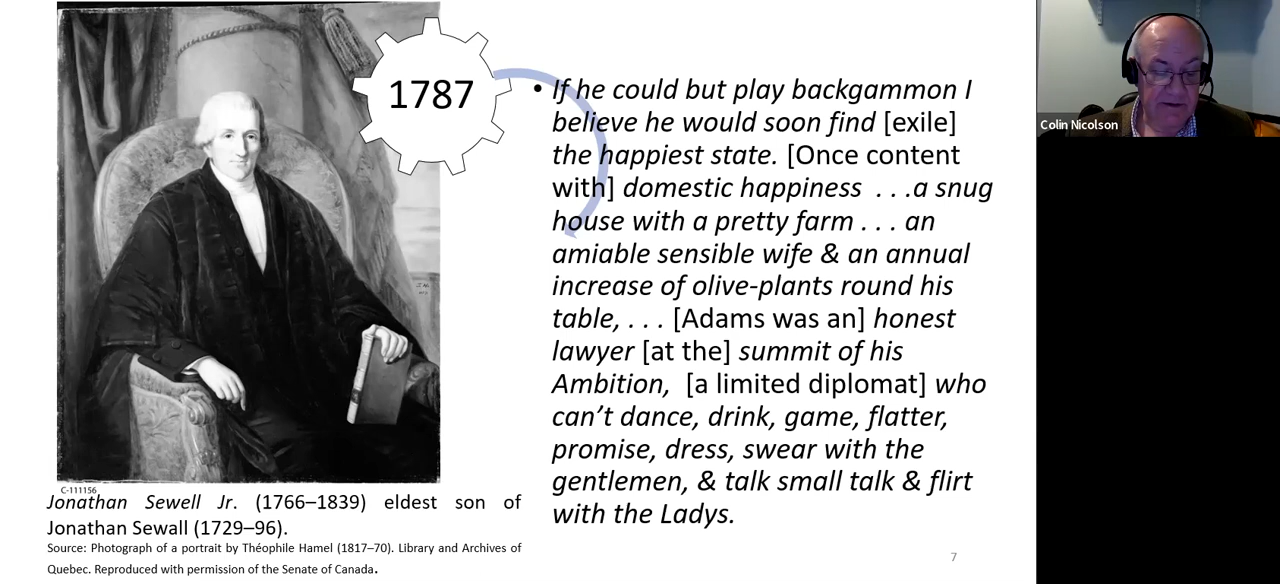 1787
• If he could but play backgammon I
believe he would soon find [exile]
the happiest state. [Once content
with] domestic happiness . . .a snug
house with a pretty farm . . . an
amiable sensible wife & an annual
increase of olive-plants round his
table, . . . [Adams was an] honest
lawyer [at the] summit of his
Ambition, [a limited diplomat] who
can’t dance, drink, game, flatter,
promise, dress, swear with the
gentlemen, & talk small talk & flirt
with the Ladys.
C-111156
Jonathan Sewell Jr. (1766–1839) eldest son of
Jonathan Sewall (1729–96).
Source: Photograph of a portrait by Théophile Hamel (1817–70). Library and Archives of
Quebec. Reproduced with permission of the Senate of Canada.
7
Colin Nicolson